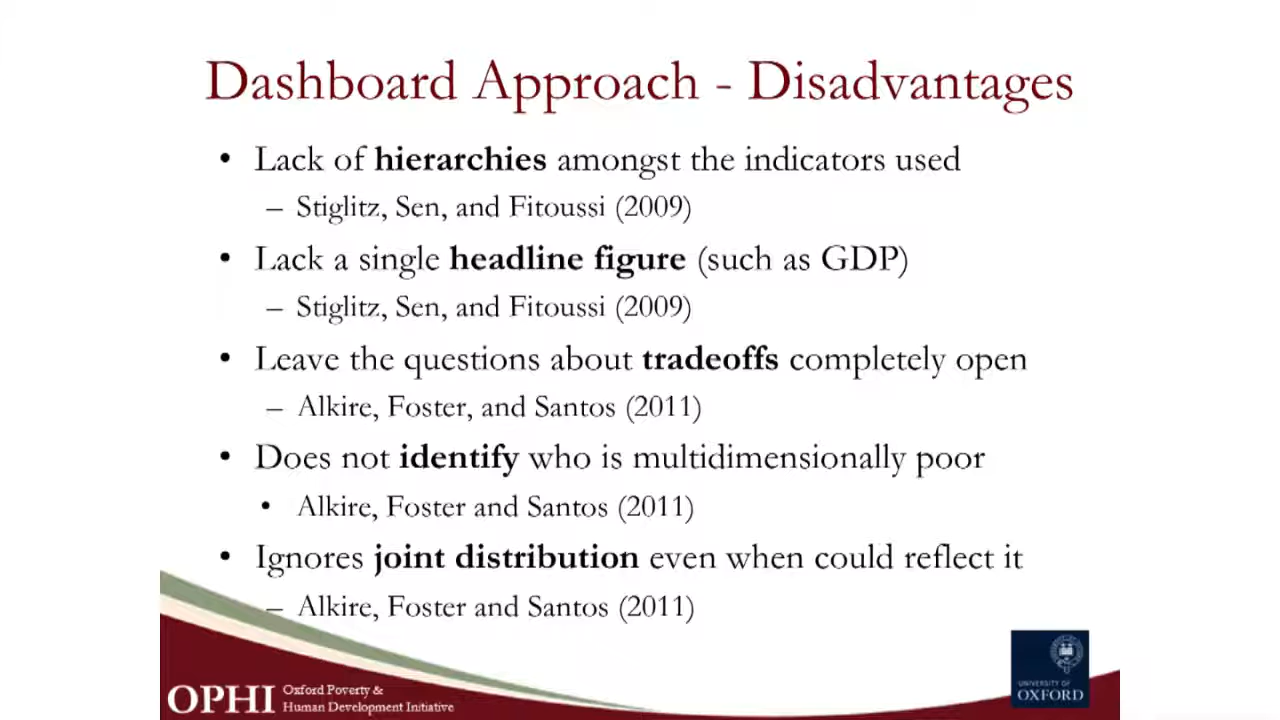 Dashboard Approach - Disadvantages
• Lack of hierarchies amongst the indicators used
– Stiglitz, Sen, and Fitoussi (2009)
• Lack a single headline figure (such as GDP)
– Stiglitz, Sen, and Fitoussi (2009)
• Leave the questions about tradeoffs completely open
– Alkire, Foster, and Santos (2011)
• Does not identify who is multidimensionally poor
• Alkire, Foster and Santos (2011)
• Ignores joint distribution even when could reflect it
– Alkire, Foster and Santos (2011)
OPHI
Oxford Poverty &
Human Development Initiative
UNIVERSITY OF
OXFORD